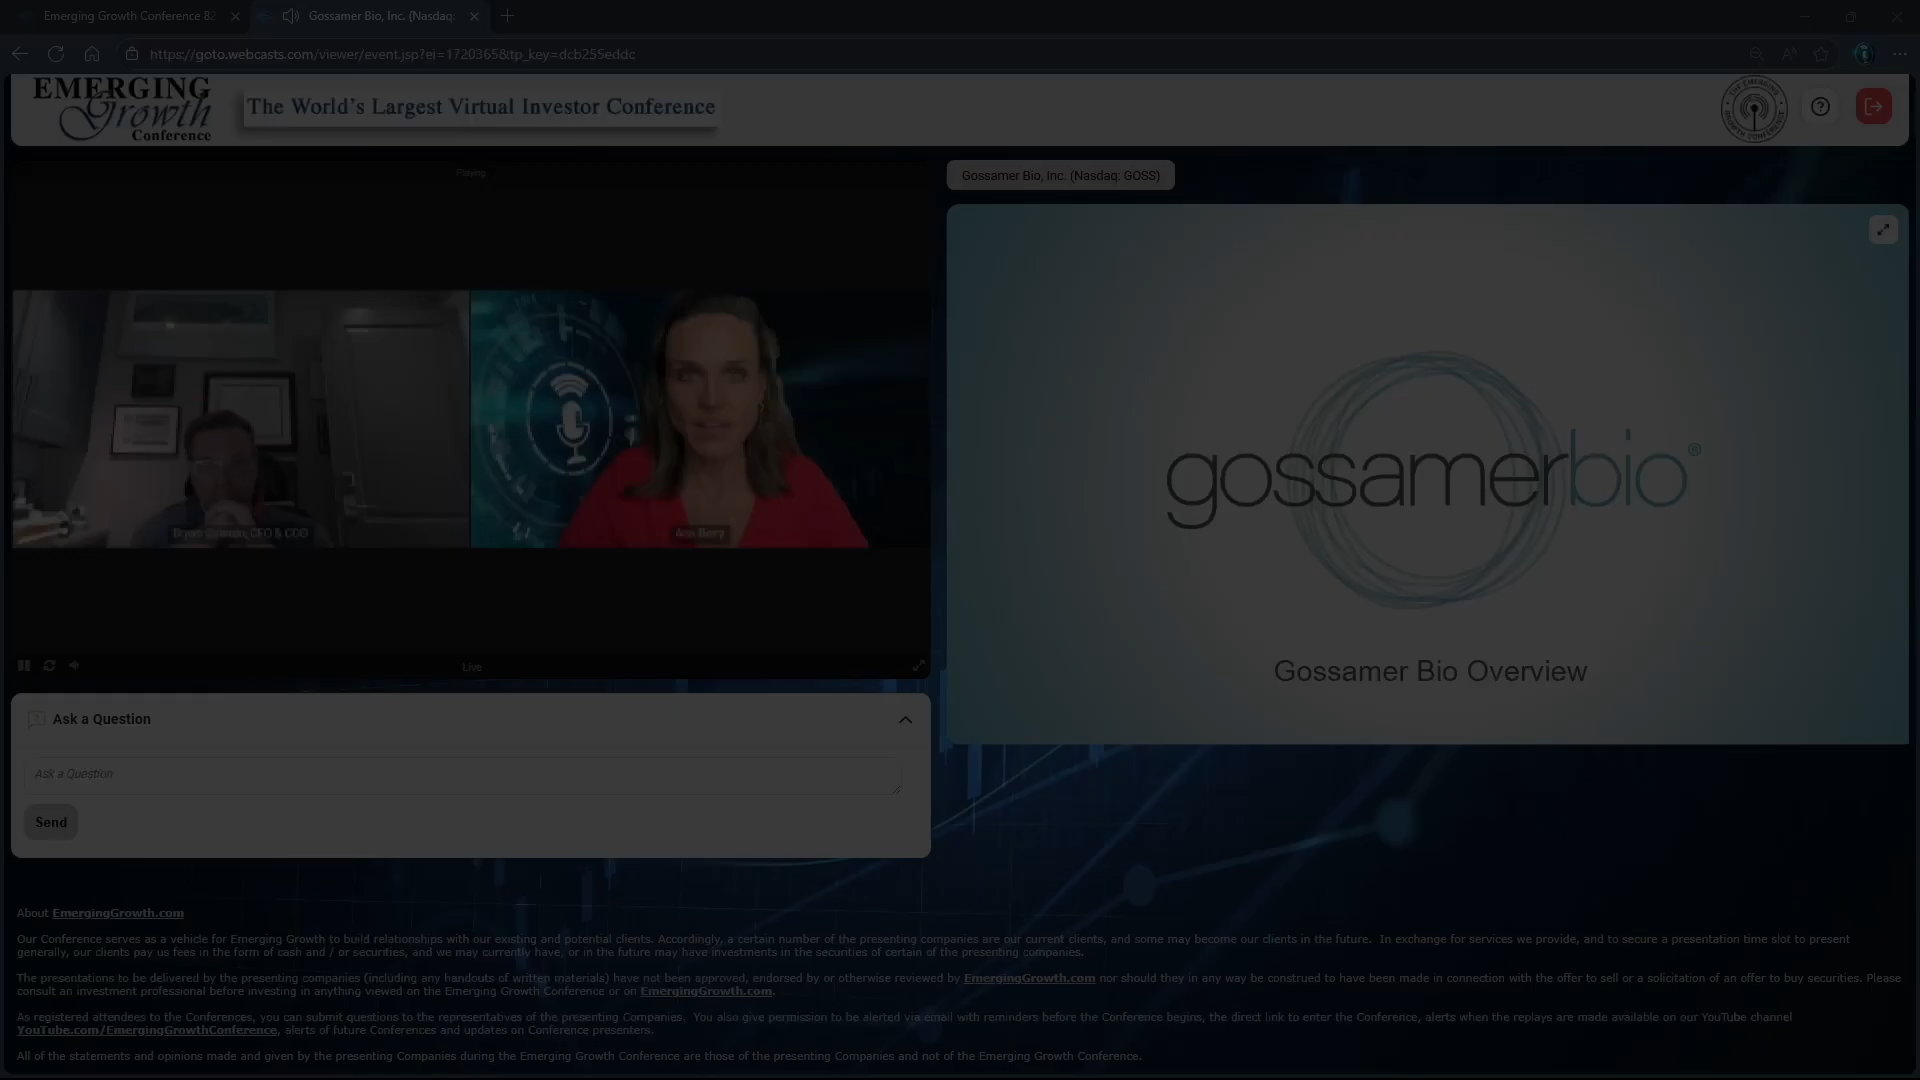 Emerging Growth Conference 82
Gossamer Bio, Inc. (Nasdaq:
https://goto.webcasts.com/viewer/event.jsp?ei=1720365&tp_key=dcb255eddc
EMERGING
Growth
Conference
The World's Largest Virtual Investor Conference
THE EMERGING
GROWTH CONFERENCE
Playing
Gossamer Bio, Inc. (Nasdaq: GOSS)
gossamerbio®
Gossamer Bio Overview
CFO & COO
Ann Berry
Live
Ask a Question
Ask a Question
Send
About EmergingGrowth.com
Our Conference serves as a vehicle for Emerging Growth to build relationships with our existing and potential clients. Accordingly, a certain number of the presenting companies are our current clients, and some may become our clients in the future. In exchange for services we provide, and to secure a presentation time slot to present
generally, our clients pay us fees in the form of cash and / or securities, and we may currently have, or in the future may have investments in the securities of certain of the presenting companies.
The presentations to be delivered by the presenting companies (including any handouts of written materials) have not been approved, endorsed by or otherwise reviewed by EmergingGrowth.com nor should they in any way be construed to have been made in connection with the offer to sell or a solicitation of an offer to buy securities. Please
consult an investment professional before investing in anything viewed on the Emerging Growth Conference or on EmergingGrowth.com.
As registered attendees to the Conferences, you can submit questions to the representatives of the presenting Companies. You also give permission to be alerted via email with reminders before the Conference begins, the direct link to enter the Conference, alerts when the replays are made available on our YouTube channel
YouTube.com/EmergingGrowthConference, alerts of future Conferences and updates on Conference presenters.
All of the statements and opinions made and given by the presenting Companies during the Emerging Growth Conference are those of the presenting Companies and not of the Emerging Growth Conference.